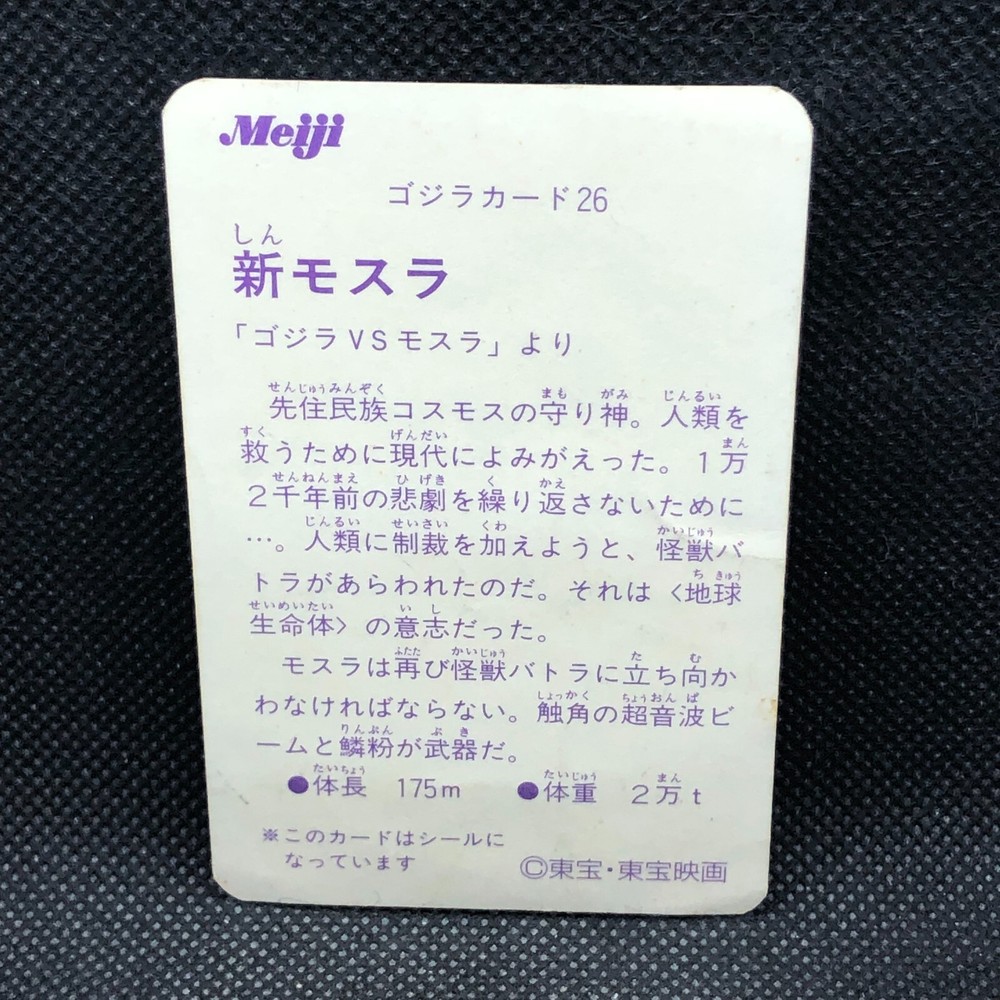 Meiji
ゴジラカード26
しん
新モスラ
「ゴジラVSモスラ」より
せんじゅうみんぞく まも がみ じんるい
先住民族コスモスの守り神。人類を
すく げんだい まん
救うために現代によみがえった。1万
せんねんまえ ひげき く かえ
2千年前の悲劇を繰り返さないために
じんるい せいさい くわ かいじゅう
…。人類に制裁を加えようと、怪獣バ
ち きゅう
トラがあらわれたのだ。それは〈地球
せいめいたい いし
生命体〉の意志だった。
ふたた かいじゅう た む
モスラは再び怪獣バトラに立ち向か
しょっかく ちょうおんぱ
わなければならない。触角の超音波ビ
りんぷん ぶき
ームと鱗粉が武器だ。
たいちょう たいじゅう まん
●体長 175m ●体重 2万t
※このカードはシールに
なっています
©東宝・東宝映画